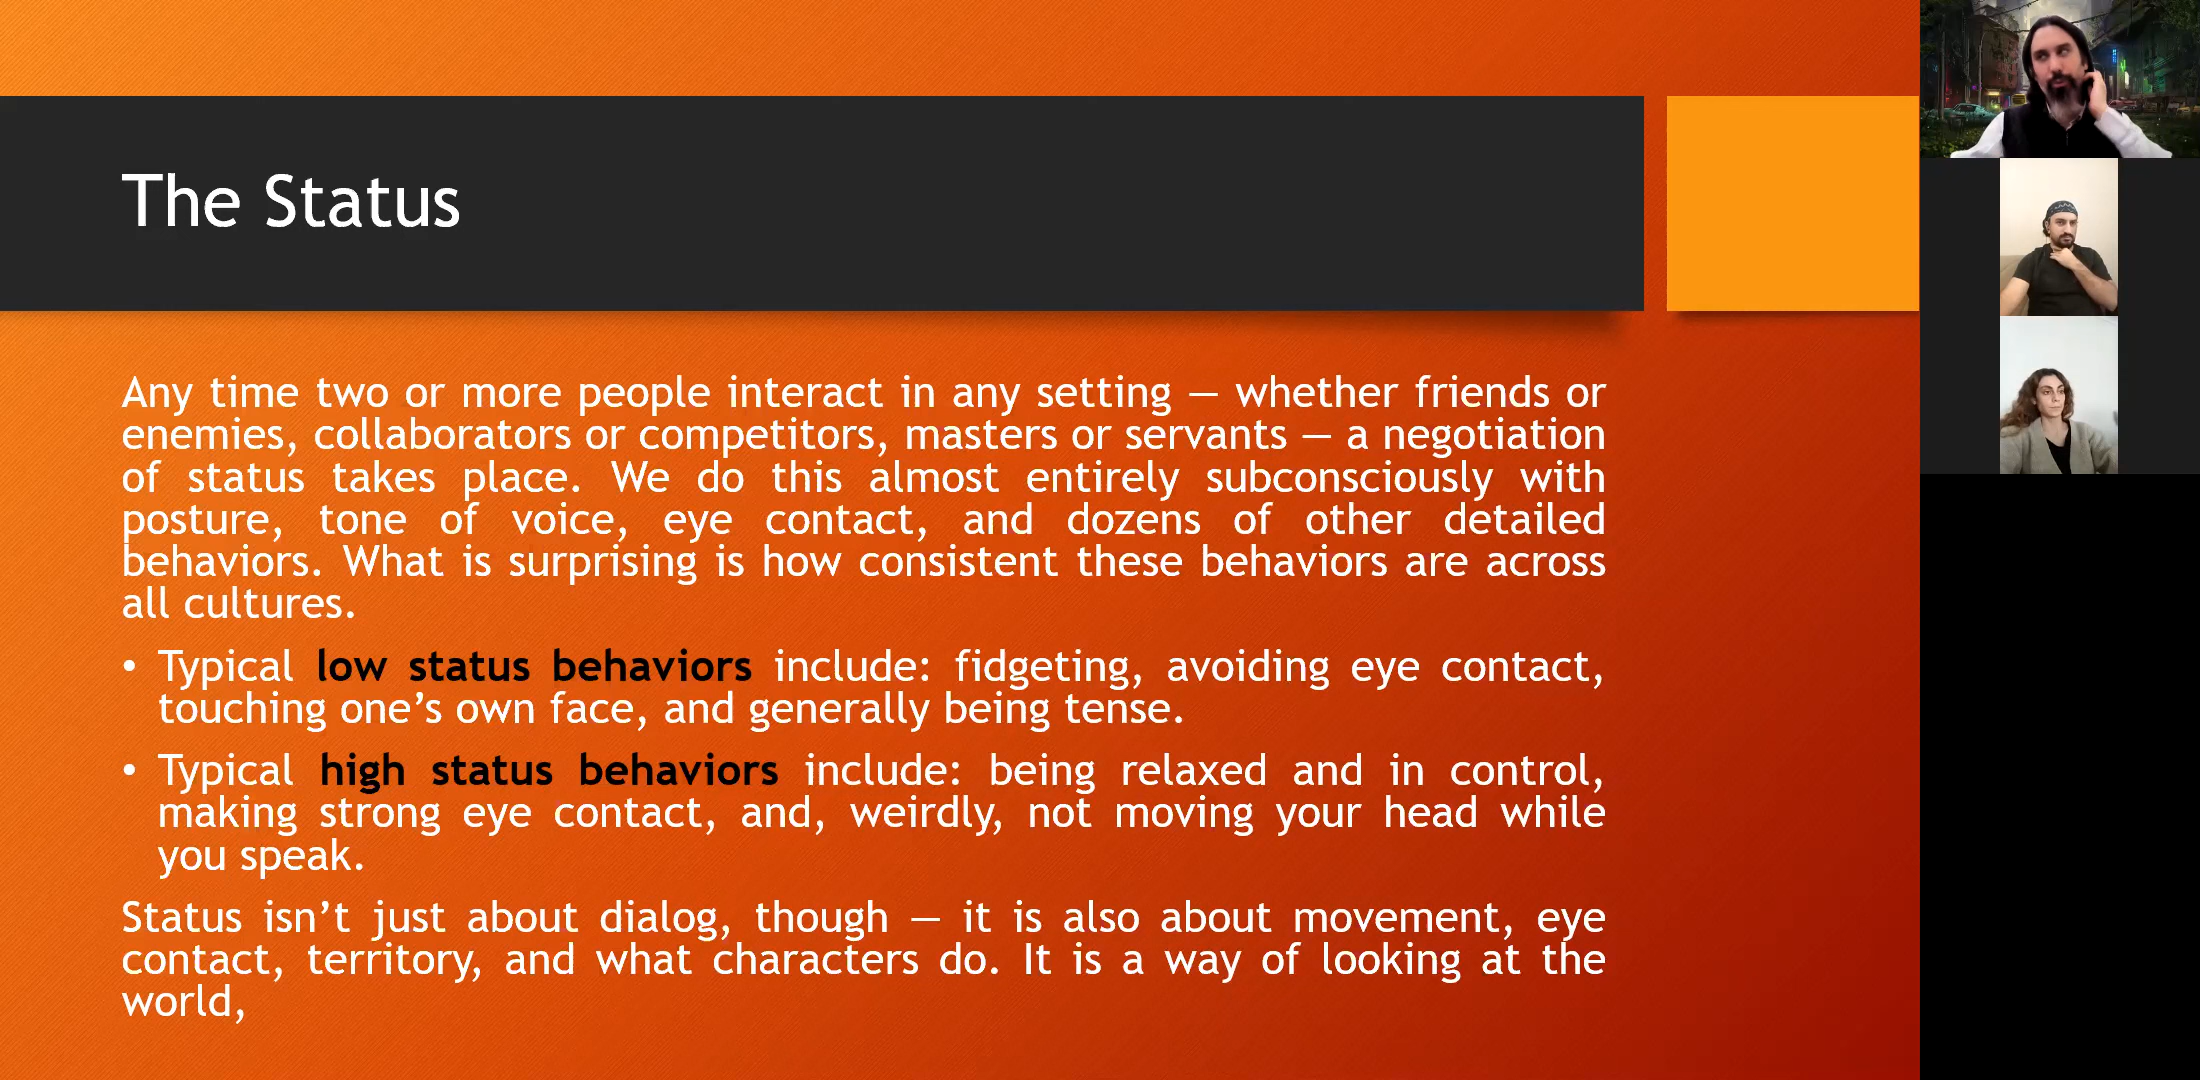 The Status
Any time two or more people interact in any setting — whether friends or
enemies, collaborators or competitors, masters or servants — a negotiation
of status takes place. We do this almost entirely subconsciously with
posture, tone of voice, eye contact, and dozens of other detailed
behaviors. What is surprising is how consistent these behaviors are across
all cultures.
• Typical low status behaviors include: fidgeting, avoiding eye contact,
touching one’s own face, and generally being tense.
• Typical high status behaviors include: being relaxed and in control,
making strong eye contact, and, weirdly, not moving your head while
you speak.
Status isn’t just about dialog, though — it is also about movement, eye
contact, territory, and what characters do. It is a way of looking at the
world,